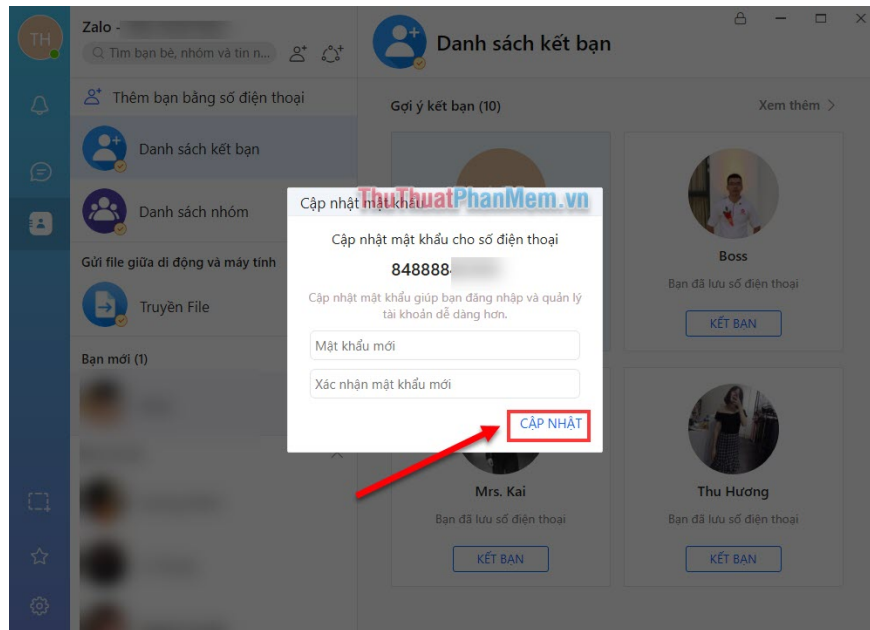 TH
Zalo -
Tìm bạn bè, nhóm và tin n...
Danh sách kết bạn
Thêm bạn bằng số điện thoại
Gợi ý kết bạn (10)
Xem thêm >
Danh sách kết bạn
Danh sách nhóm
Gửi file giữa di động và máy tính
Truyền File
Bạn mới (1)
Cập nhật mật khẩu
ThuThuatPhanMem.vn
Cập nhật mật khẩu cho số điện thoại
848888
Cập nhật mật khẩu giúp bạn đăng nhập và quản lý
tài khoản dễ dàng hơn.
Mật khẩu mới
Xác nhận mật khẩu mới
CẬP NHẬT
Boss
Bạn đã lưu số điện thoại
KẾT BẠN
Mrs. Kai
Bạn đã lưu số điện thoại
KẾT BẠN
Thu Hương
Bạn đã lưu số điện thoại
KẾT BẠN